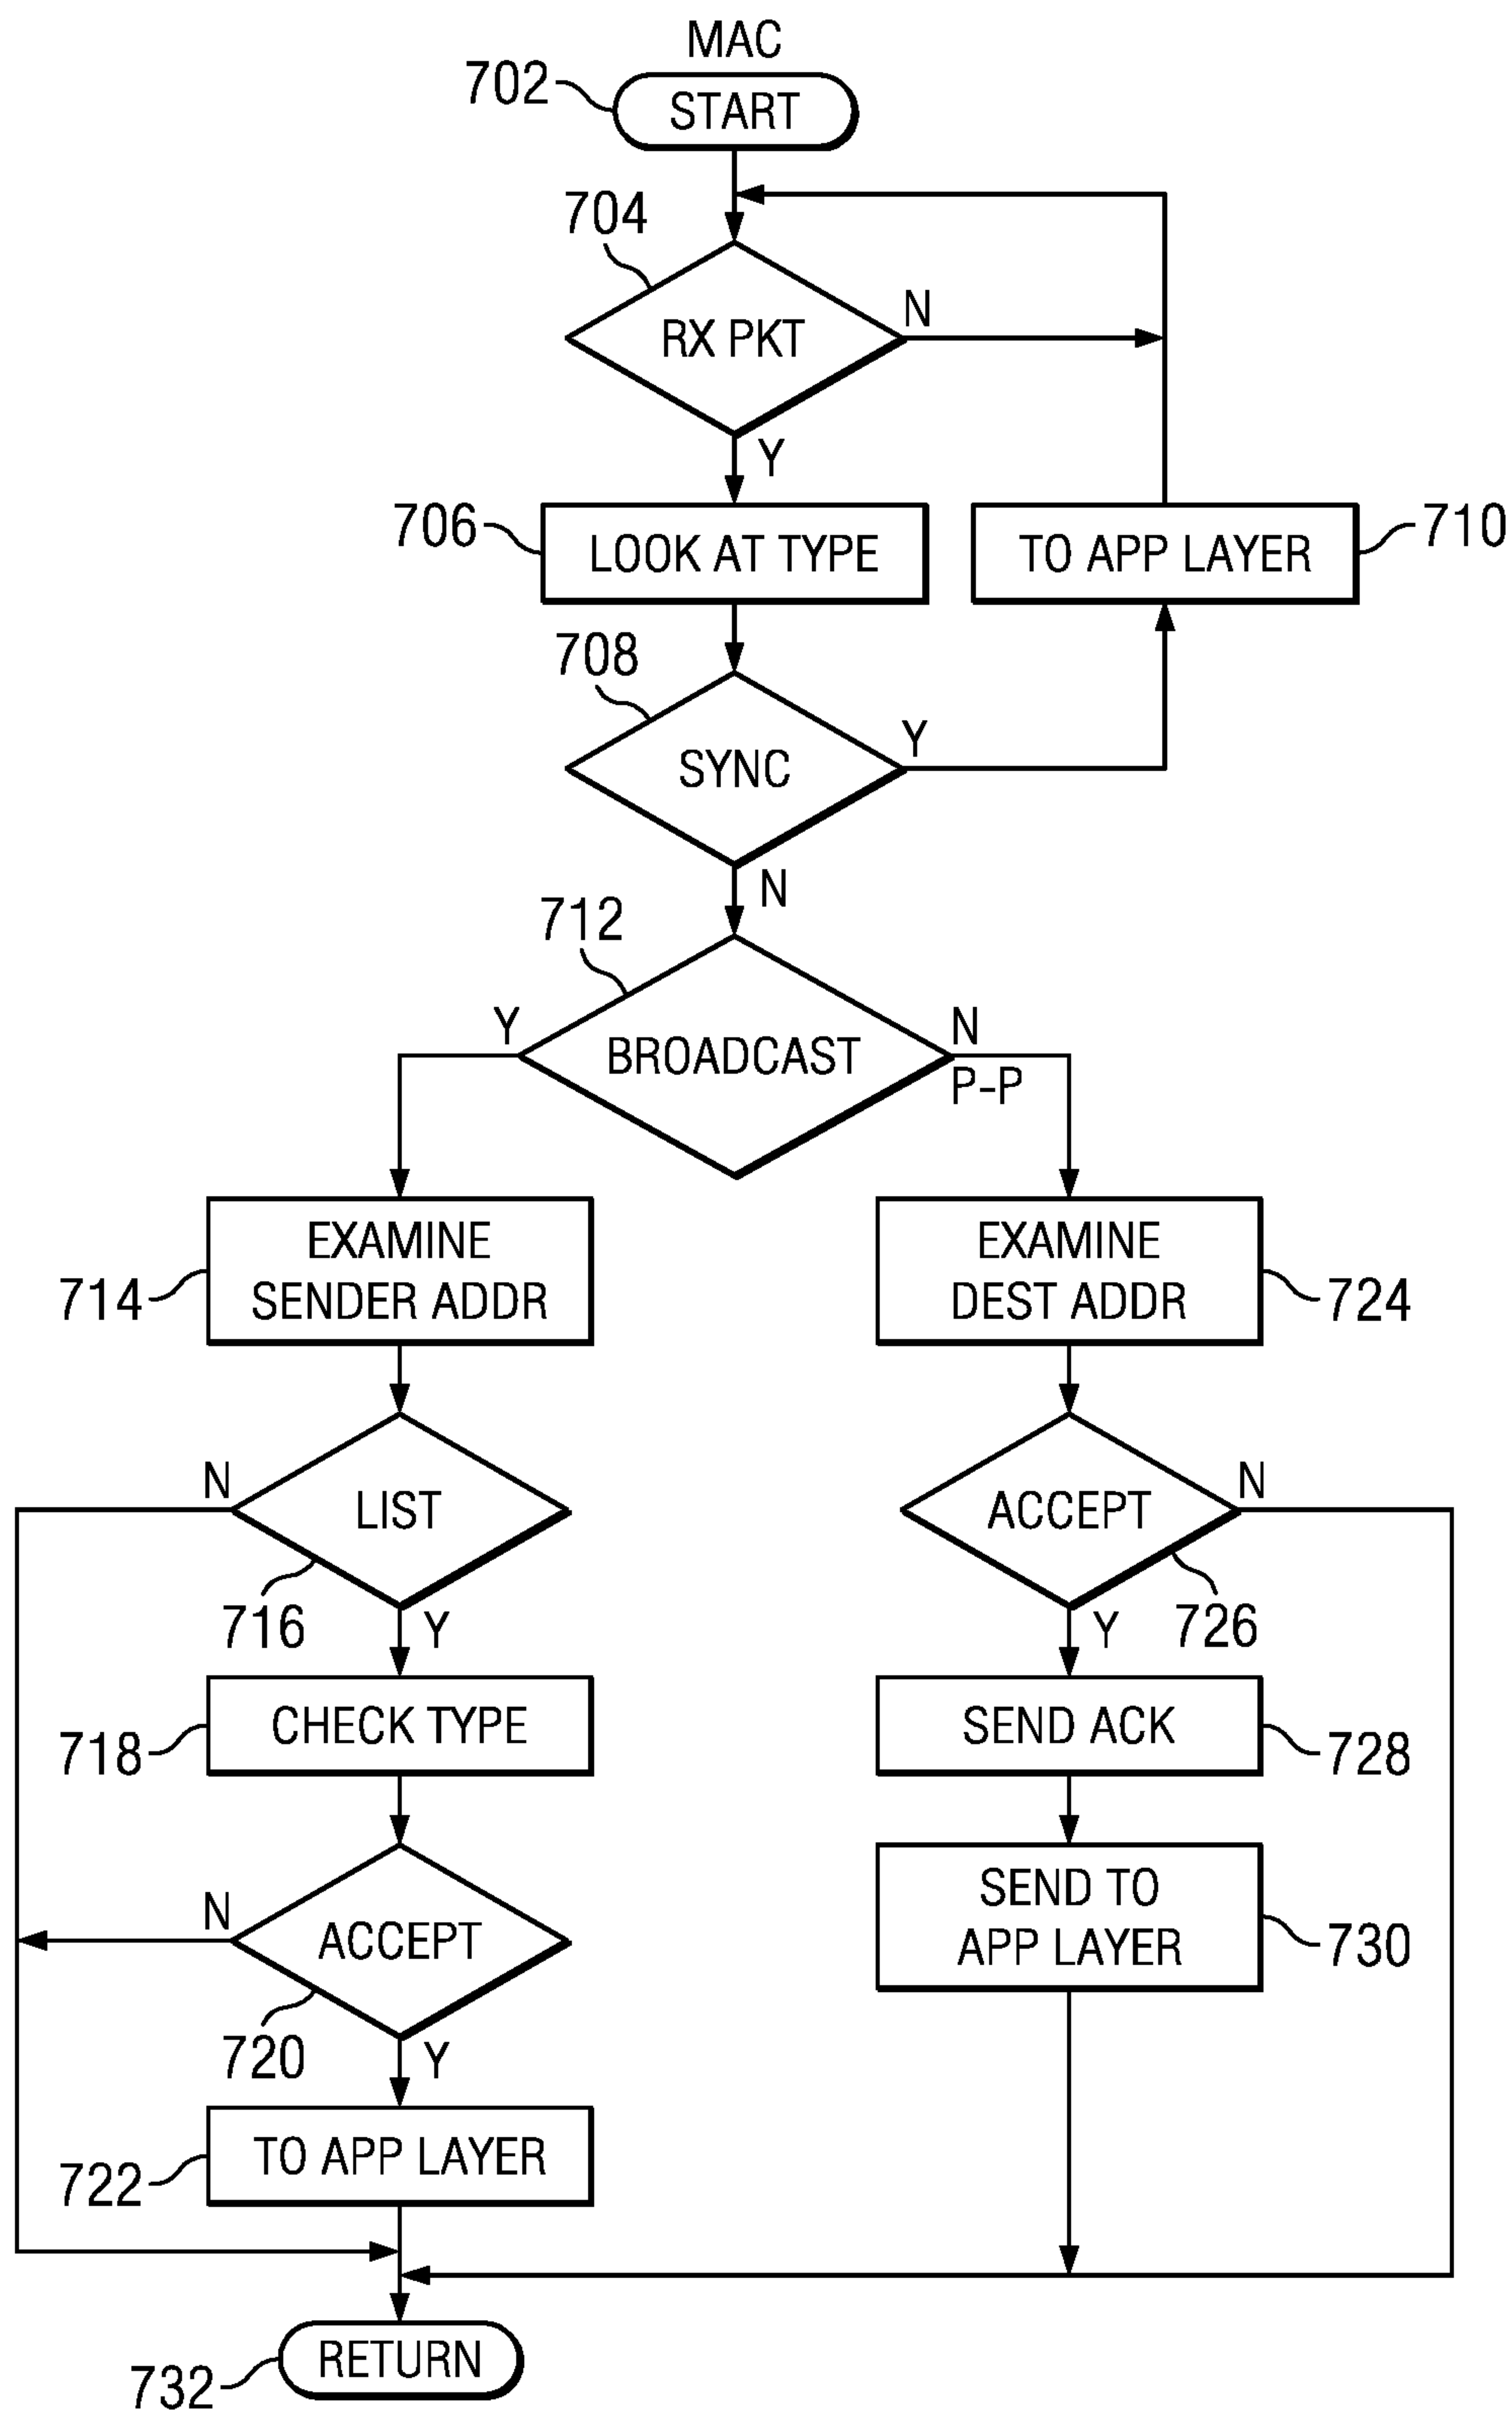 MAC
702
START
704
RX PKT
N
Y
706
LOOK AT TYPE
TO APP LAYER
710
708
SYNC
Y
N
712
Y
BROADCAST
N
P-P
714
EXAMINE
SENDER ADDR
EXAMINE
DEST ADDR
724
N
LIST
716
Y
ACCEPT
N
726
Y
718
CHECK TYPE
SEND ACK
728
N
ACCEPT
720
Y
SEND TO
APP LAYER
730
722
TO APP LAYER
732
RETURN